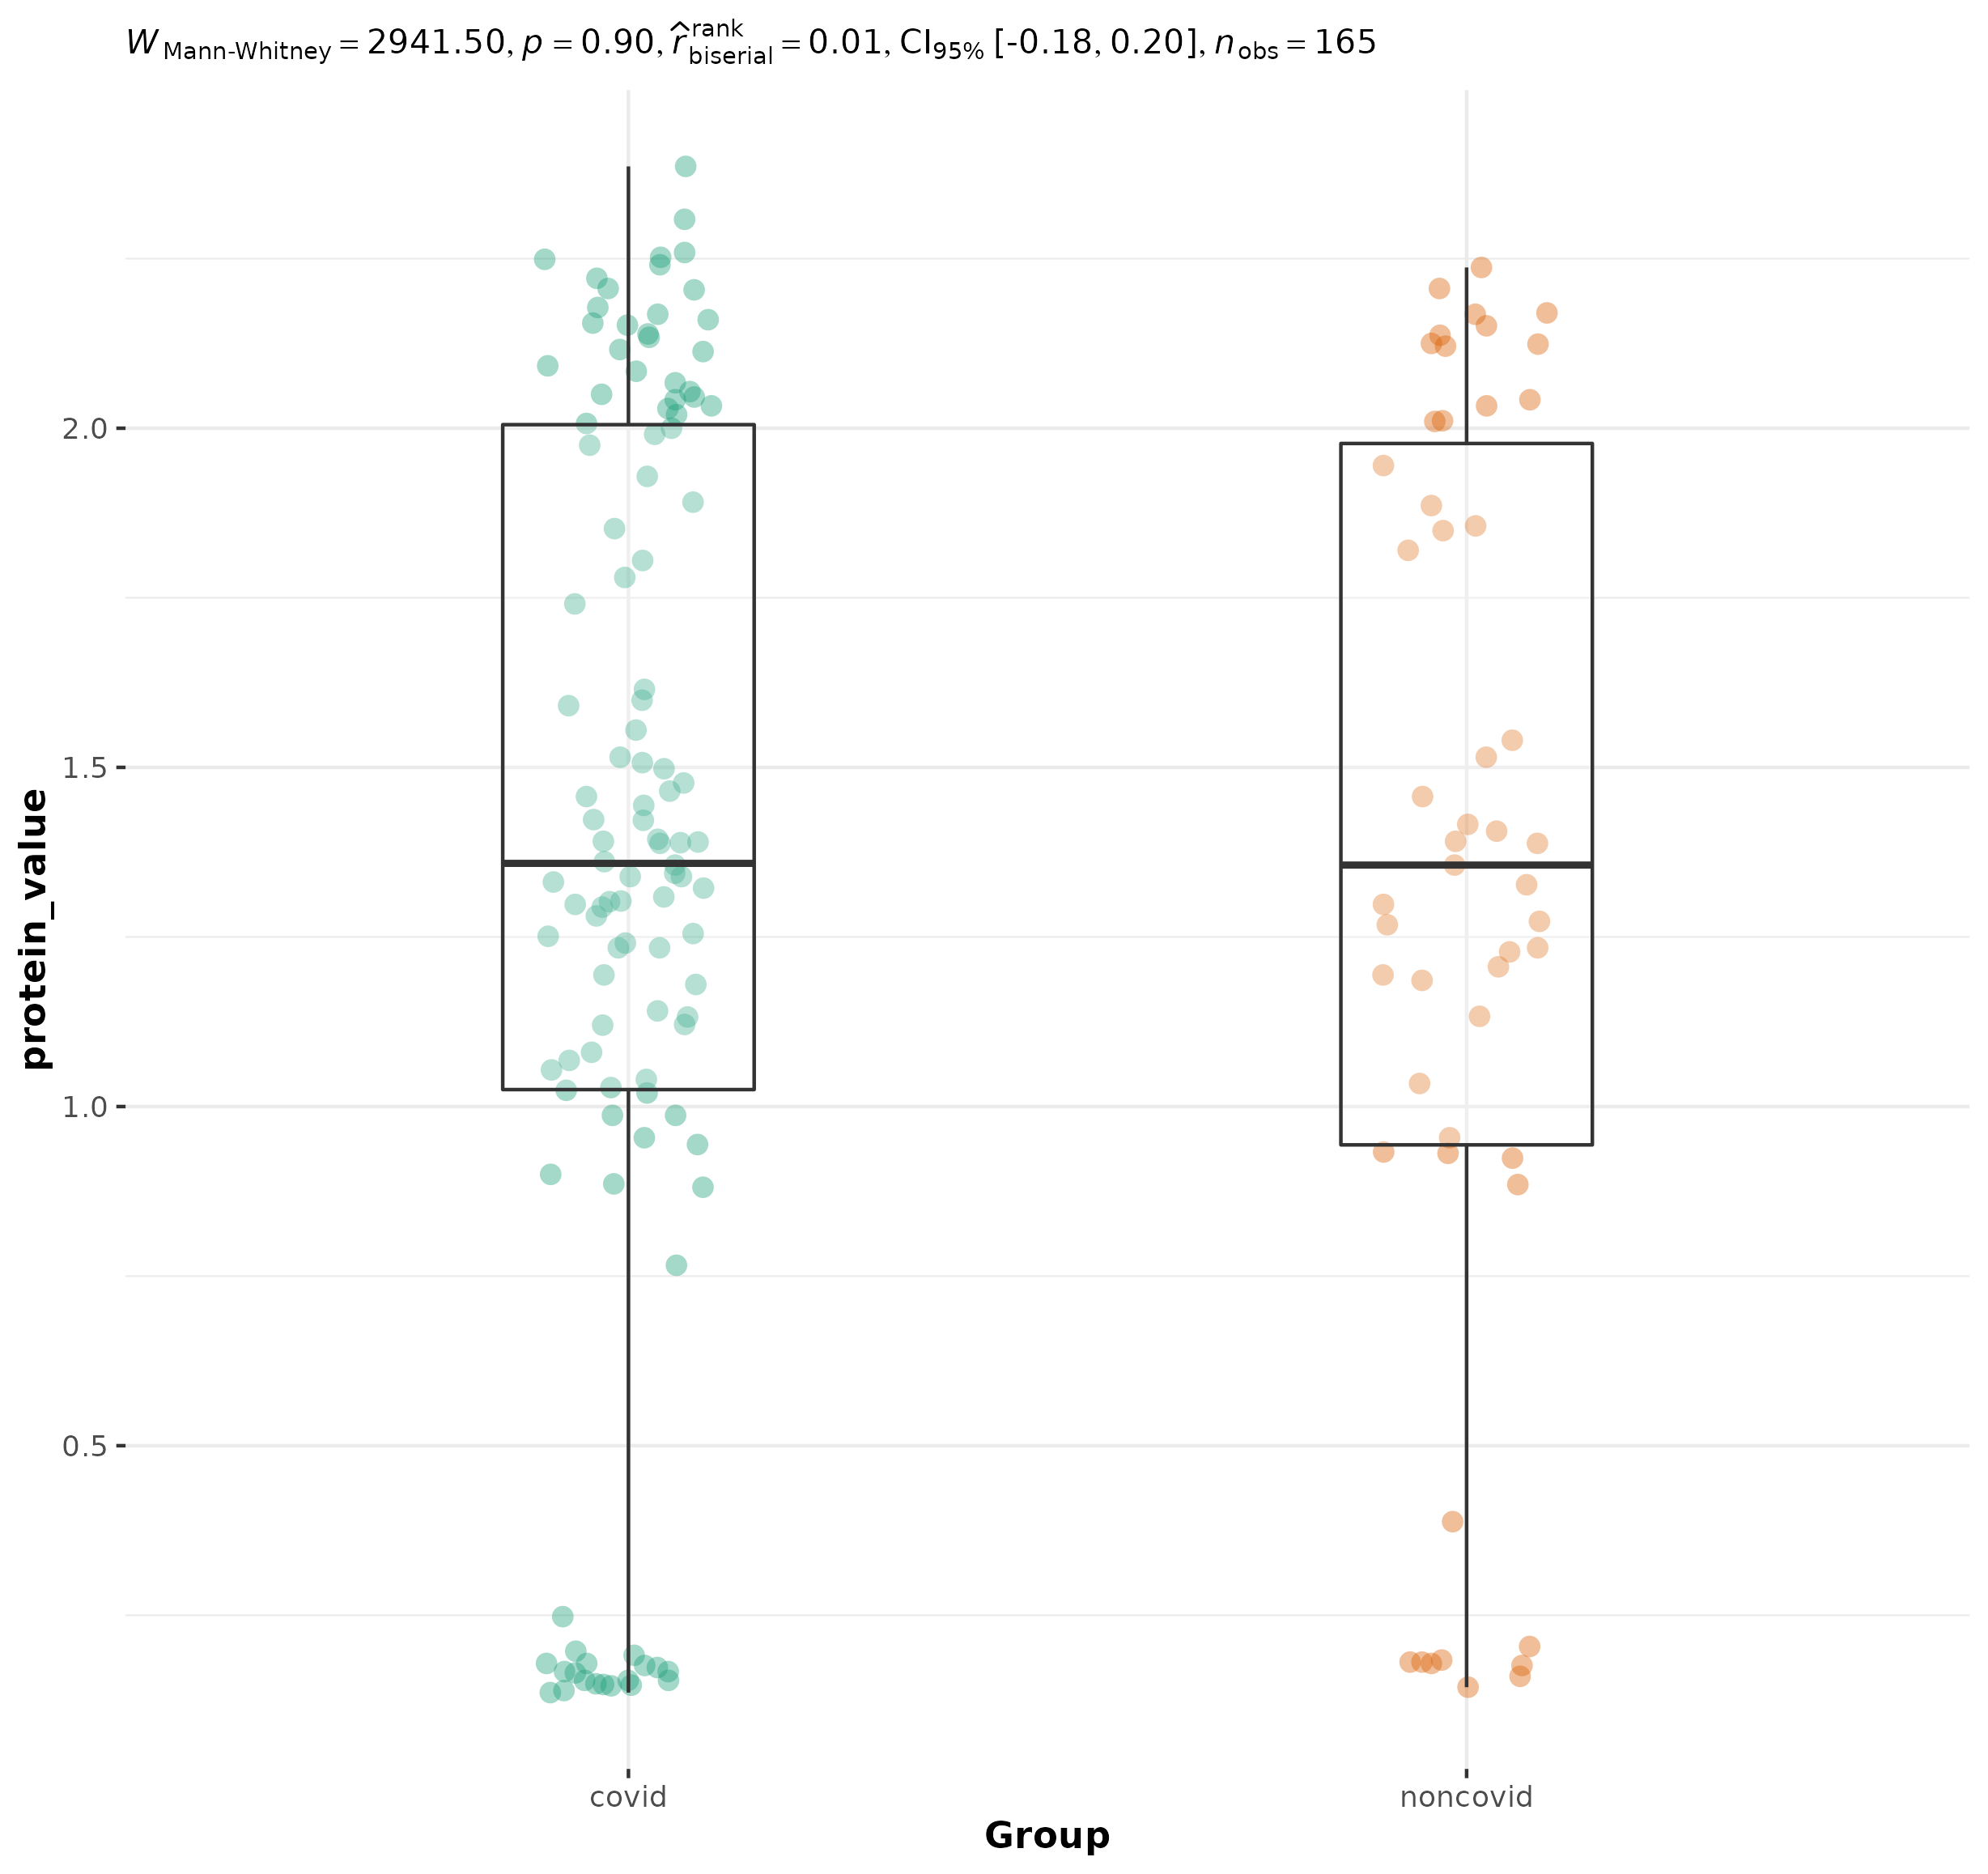 W Mann-Whitney = 2941.50, p = 0.90, r̂ rank biserial = 0.01, CI95% [-0.18, 0.20], nobs = 165
2.0
1.5
1.0
0.5
protein_value
covid noncovid
Group